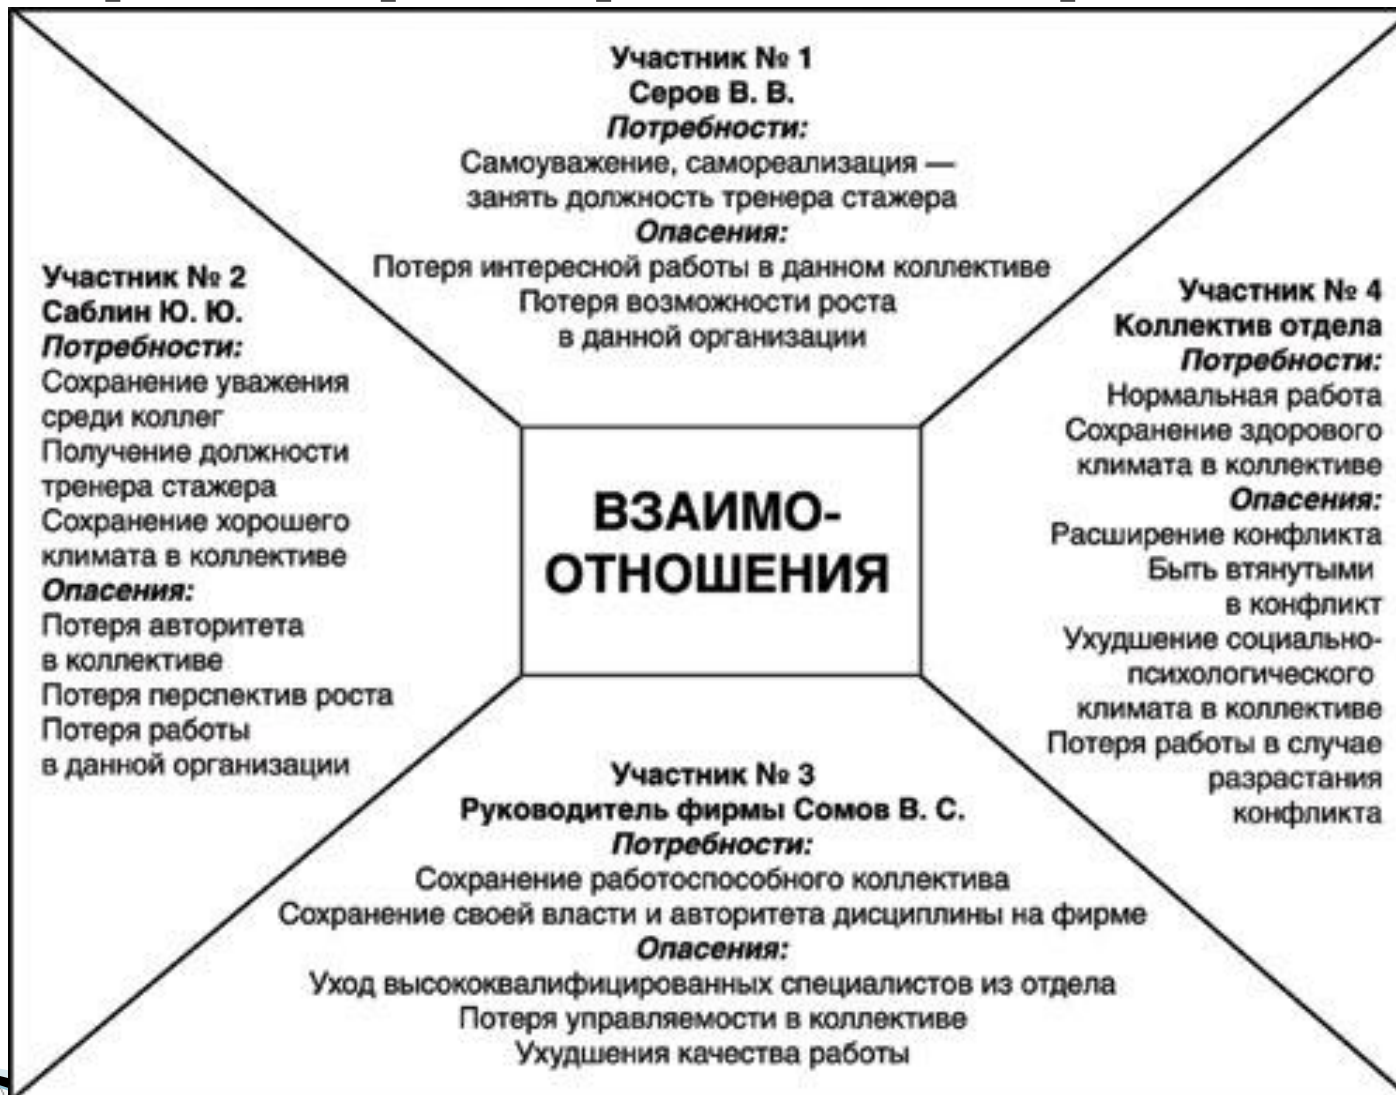 Участник № 1
Серов В. В.
Потребности:
Самоуважение, самореализация —
занять должность тренера стажера
Опасения:
Потеря интересной работы в данном коллективе
Потеря возможности роста
в данной организации
Участник № 2
Саблин Ю. Ю.
Потребности:
Сохранение уважения
среди коллег
Получение должности
тренера стажера
Сохранение хорошего
климата в коллективе
Опасения:
Потеря авторитета
в коллективе
Потеря перспектив роста
Потеря работы
в данной организации
ВЗАИМО-
ОТНОШЕНИЯ
Участник № 4
Коллектив отдела
Потребности:
Нормальная работа
Сохранение здорового
климата в коллективе
Опасения:
Расширение конфликта
Быть втянутыми
в конфликт
Ухудшение социально-
психологического
климата в коллективе
Потеря работы в случае
разрастания
конфликта
Участник № 3
Руководитель фирмы Сомов В. С.
Потребности:
Сохранение работоспособного коллектива
Сохранение своей власти и авторитета дисциплины на фирме
Опасения:
Уход высококвалифицированных специалистов из отдела
Потеря управляемости в коллективе
Ухудшения качества работы